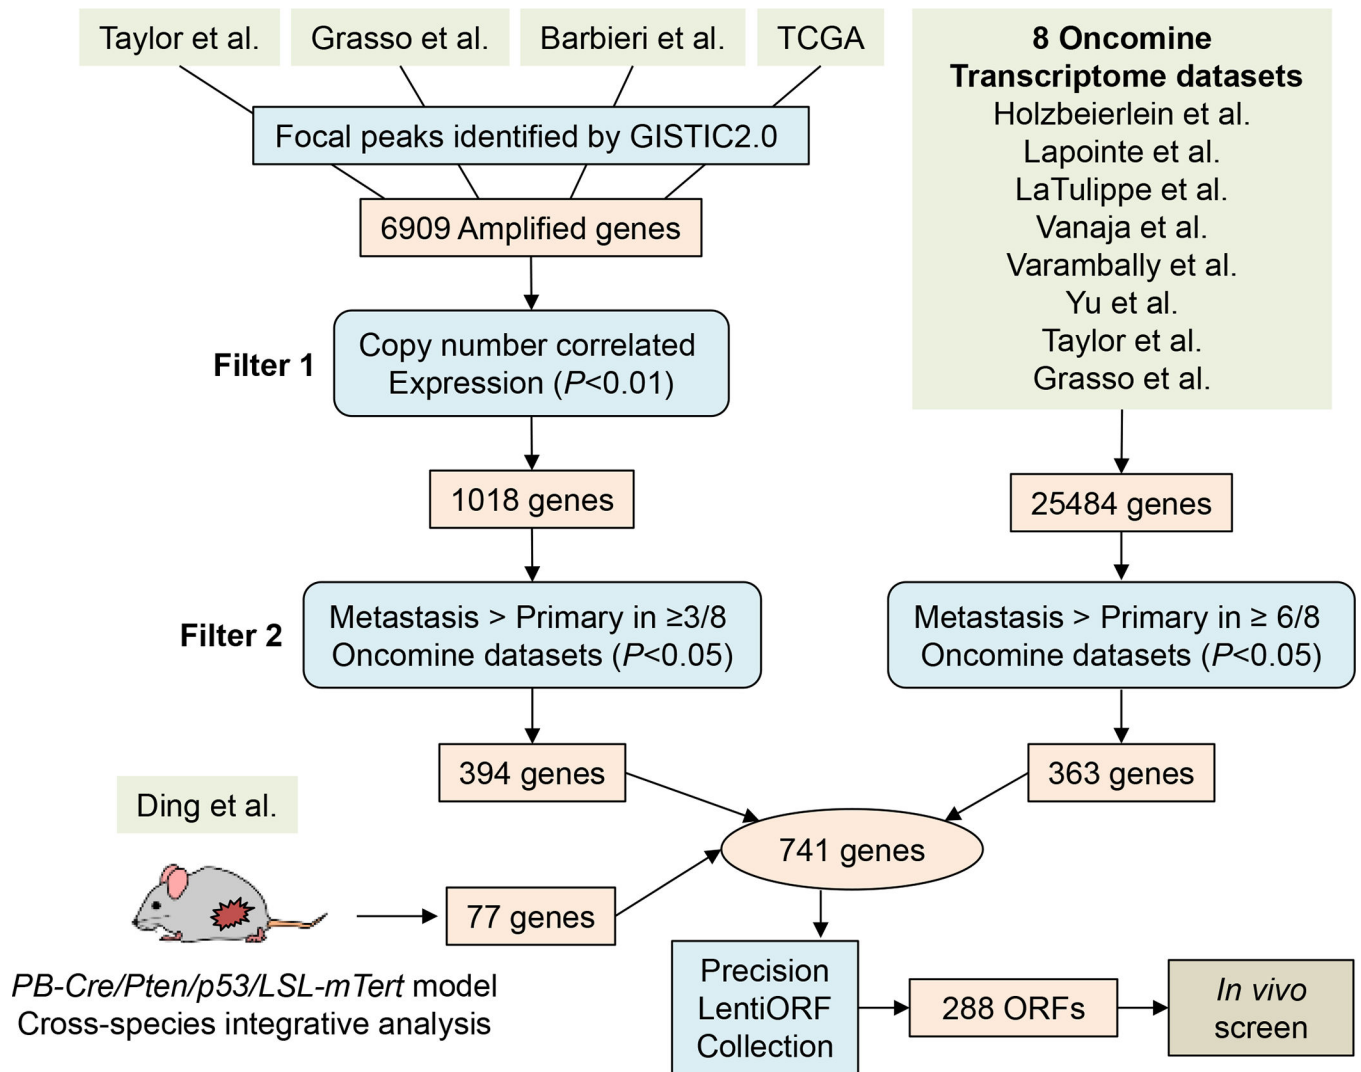 Taylor et al.
Grasso et al.
Barbieri et al.
TCGA
Focal peaks identified by GISTIC2.0
6909 Amplified genes
Filter 1
Copy number correlated
Expression (P<0.01)
1018 genes
Filter 2
Metastasis > Primary in ≥3/8
Oncomine datasets (P<0.05)
394 genes
8 Oncomine
Transcriptome datasets
Holzbeierlein et al.
Lapointe et al.
LaTulippe et al.
Vanaja et al.
Varambally et al.
Yu et al.
Taylor et al.
Grasso et al.
25484 genes
Metastasis > Primary in ≥ 6/8
Oncomine datasets (P<0.05)
363 genes
Ding et al.
PB-Cre/Pten/p53/LSL-mTert model
Cross-species integrative analysis
77 genes
741 genes
Precision
LentiORF
Collection
288 ORFs
In vivo
screen